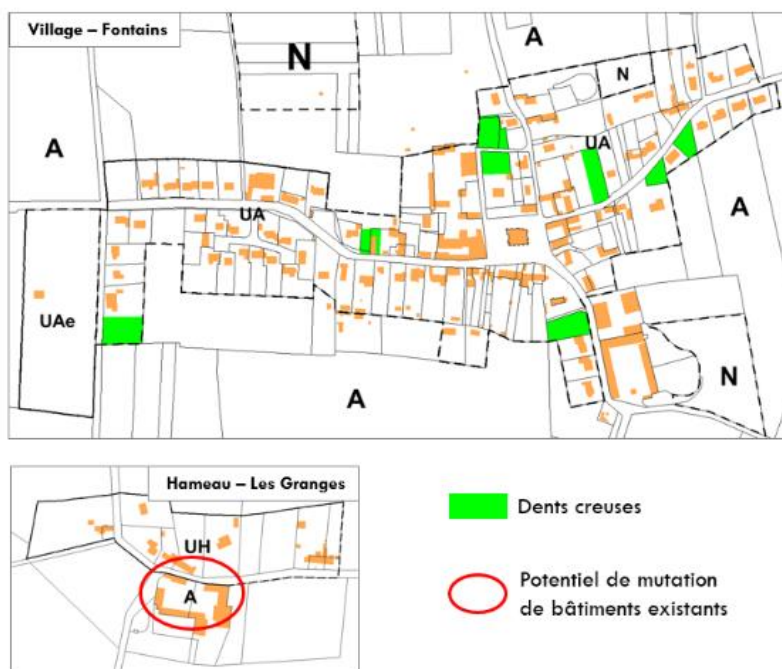 Village – Fontains
N
A
N
A
UA
UA
A
UAe
A
N
Hameau – Les Granges
UH
A
Dents creuses
Potentiel de mutation
de bâtiments existants